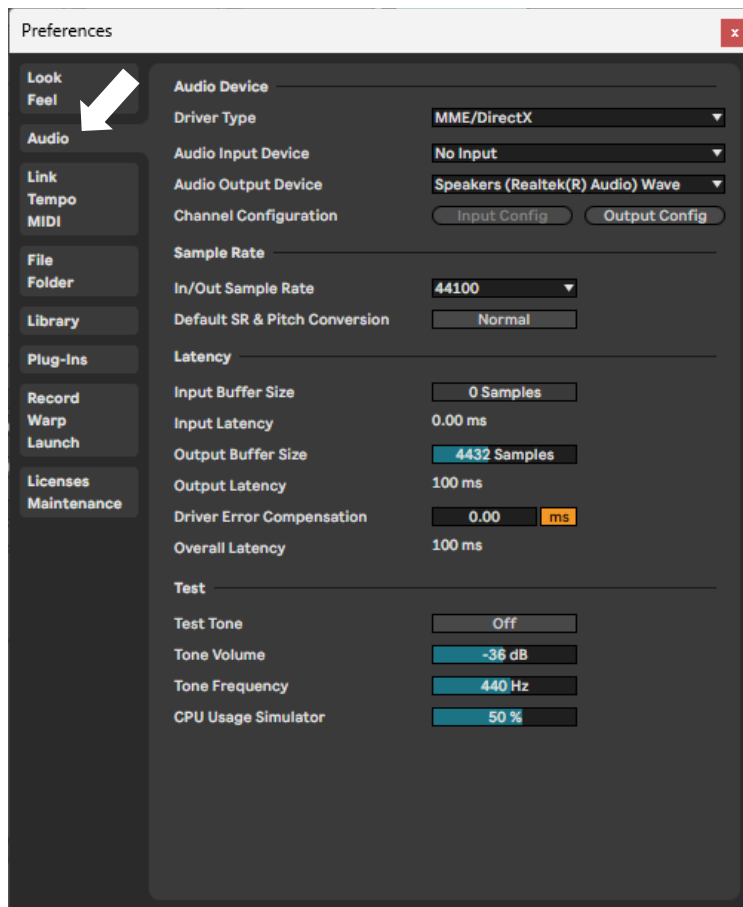 Preferences
x
Look
Feel
Audio
Link
Tempo
MIDI
File
Folder
Library
Plug-Ins
Record
Warp
Launch
Licenses
Maintenance
Audio Device
Driver Type MME/DirectX
Audio Input Device No Input
Audio Output Device Speakers (Realtek(R) Audio) Wave
Channel Configuration Input Config Output Config
Sample Rate
In/Out Sample Rate 44100
Default SR & Pitch Conversion Normal
Latency
Input Buffer Size 0 Samples
Input Latency 0.00 ms
Output Buffer Size 4432 Samples
Output Latency 100 ms
Driver Error Compensation 0.00 ms
Overall Latency 100 ms
Test
Test Tone Off
Tone Volume -36 dB
Tone Frequency 440 Hz
CPU Usage Simulator 50 %